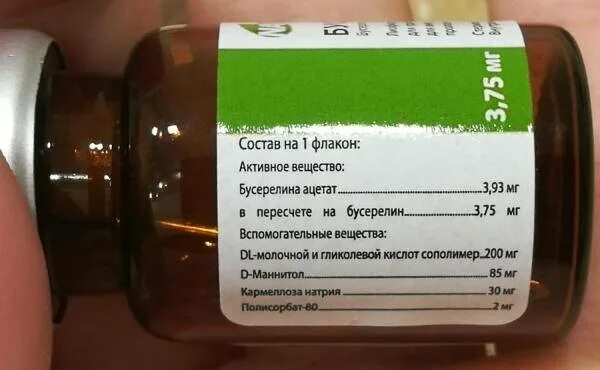 3,75 мг
Состав на 1 флакон:
Активное вещество:
Бусерелина ацетат....................3,93 мг
в пересчете на бусерелин..........3,75 мг
Вспомогательные вещества:
DL-молочной и гликолевой кислот сополимер..200 мг
D-Маннитол....................85 мг
Кармеллоза натрия....................30 мг
Полисорбат-80....................2 мг